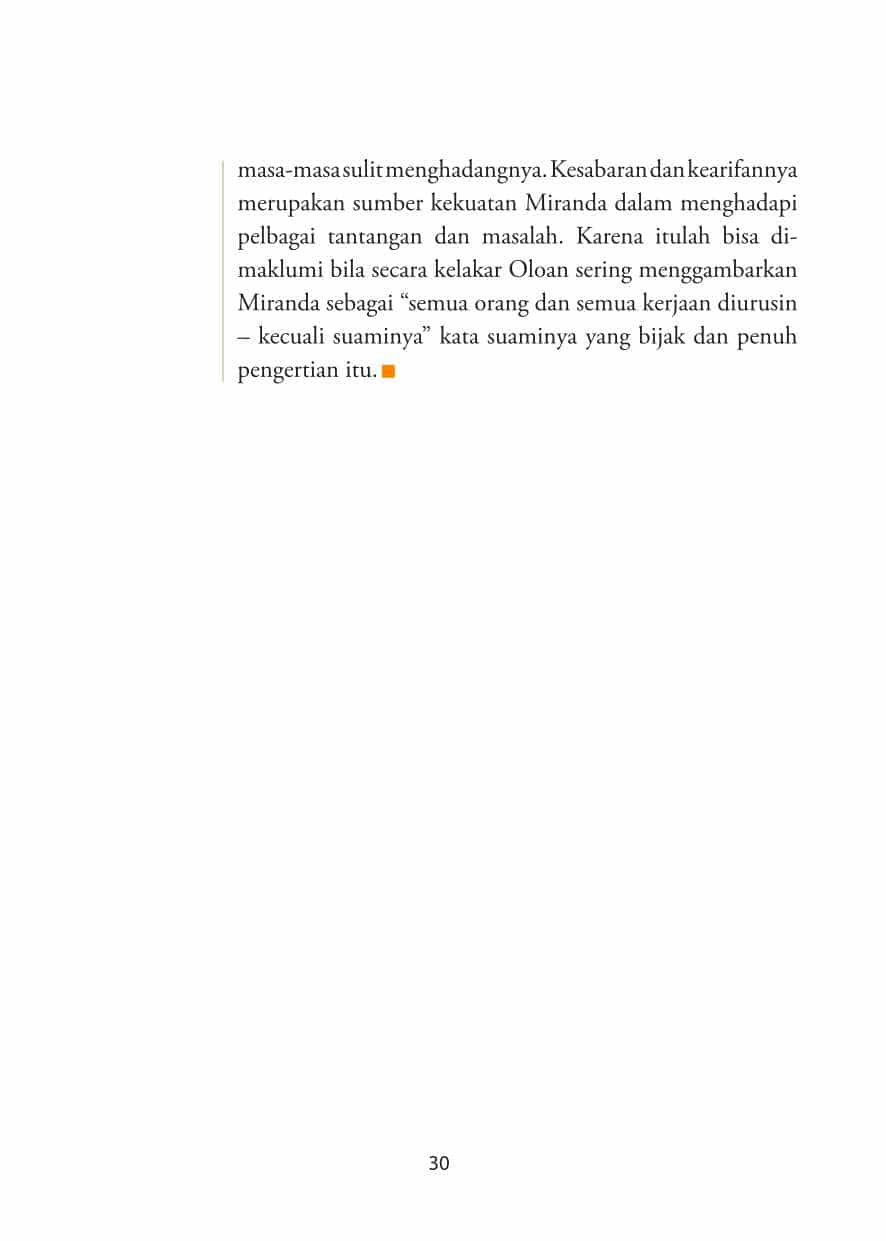 masa-masa sulit menghadangnya. Kesabaran dan kearifannya
merupakan sumber kekuatan Miranda dalam menghadapi
pelbagai tantangan dan masalah. Karena itulah bisa di-
maklumi bila secara kelakar Oloan sering menggambarkan
Miranda sebagai “semua orang dan semua kerjaan diurusin
– kecuali suaminya” kata suaminya yang bijak dan penuh
pengertian itu.
30